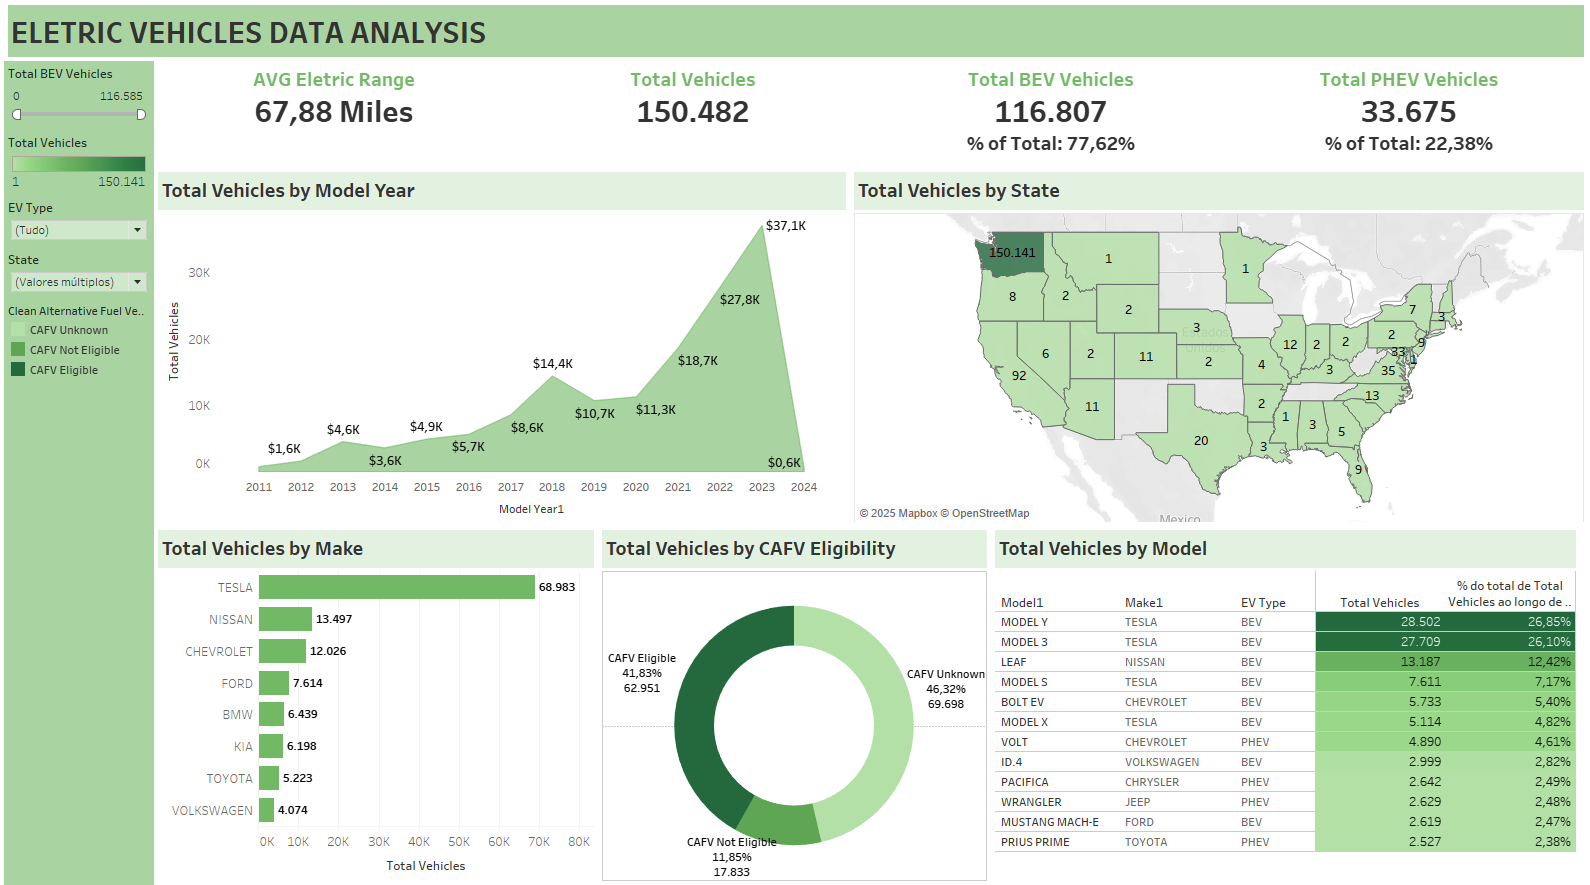 ELETRIC VEHICLES DATA ANALYSIS
Total BEV Vehicles
0 116.585
Total Vehicles
1 150.141
EV Type
(Tudo)
State
(Valores múltiplos)
Clean Alternative Fuel Ve..
CAFV Unknown
CAFV Not Eligible
CAFV Eligible
AVG Eletric Range
67,88 Miles
Total Vehicles
150.482
Total BEV Vehicles
116.807
% of Total: 77,62%
Total PHEV Vehicles
33.675
% of Total: 22,38%
Total Vehicles by Model Year
Total Vehicles
30K
20K
10K
0K
$1,6K
$4,6K
$3,6K
$4,9K
$5,7K
$8,6K
$14,4K
$10,7K
$11,3K
$18,7K
$27,8K
$37,1K
$0,6K
2011 2012 2013 2014 2015 2016 2017 2018 2019 2020 2021 2022 2023 2024
Model Year1
Total Vehicles by State
150.141
1
1
8
2
2
7
3
3
2
9
6
2
11
2
12
2
2
33
1
92
4
3
35
11
2
13
20
1
3
5
3
9
Estados
Unidos
Mexico
© 2025 Mapbox © OpenStreetMap
Total Vehicles by Make
TESLA 68.983
NISSAN 13.497
CHEVROLET 12.026
FORD 7.614
BMW 6.439
KIA 6.198
TOYOTA 5.223
VOLKSWAGEN 4.074
0K 10K 20K 30K 40K 50K 60K 70K 80K
Total Vehicles
Total Vehicles by CAFV Eligibility
CAFV Eligible
41,83%
62.951
CAFV Unknown
46,32%
69.698
CAFV Not Eligible
11,85%
17.833
Total Vehicles by Model
% do total de Total
Model1 Make1 EV Type Total Vehicles Vehicles ao longo de ..
MODEL Y TESLA BEV 28.502 26,85%
MODEL 3 TESLA BEV 27.709 26,10%
LEAF NISSAN BEV 13.187 12,42%
MODEL S TESLA BEV 7.611 7,17%
BOLT EV CHEVROLET BEV 5.733 5,40%
MODEL X TESLA BEV 5.114 4,82%
VOLT CHEVROLET PHEV 4.890 4,61%
ID.4 VOLKSWAGEN BEV 2.999 2,82%
PACIFICA CHRYSLER PHEV 2.642 2,49%
WRANGLER JEEP PHEV 2.629 2,48%
MUSTANG MACH-E FORD BEV 2.619 2,47%
PRIUS PRIME TOYOTA PHEV 2.527 2,38%